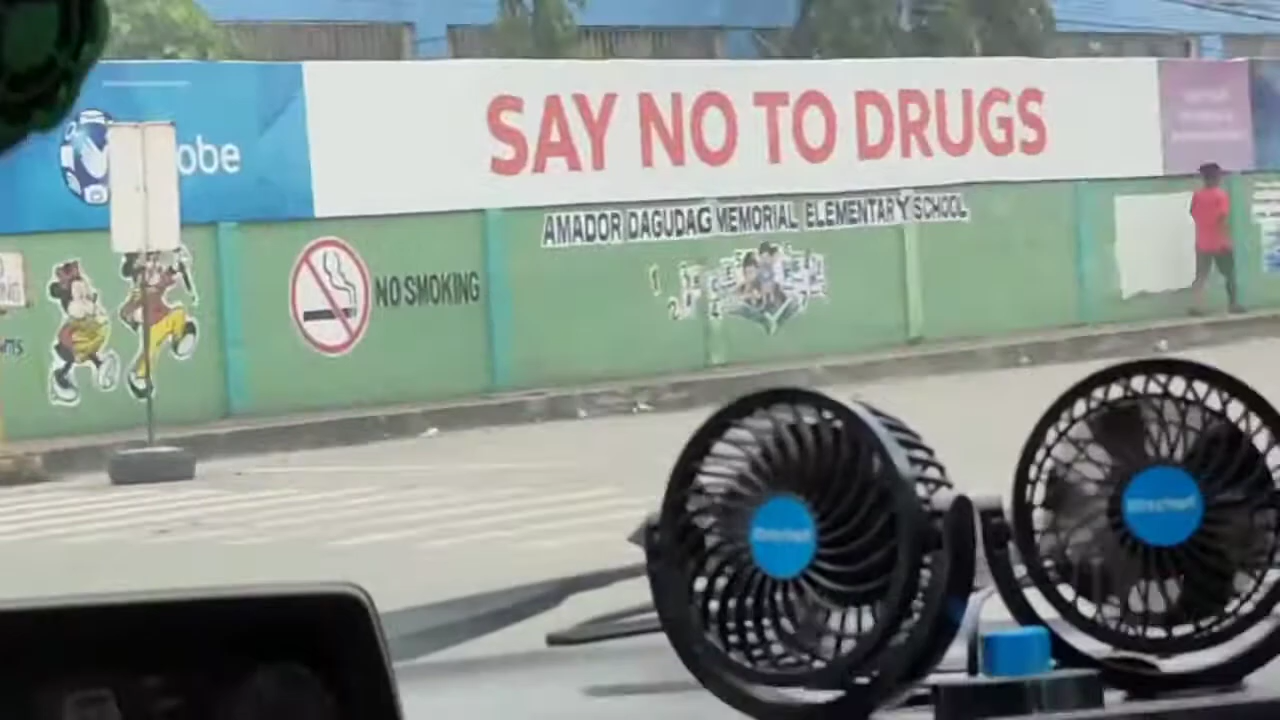 obe
SAY NO TO DRUGS
AMADOR DAGUDAG MEMORIAL ELEMENTARY SCHOOL
NO SMOKING